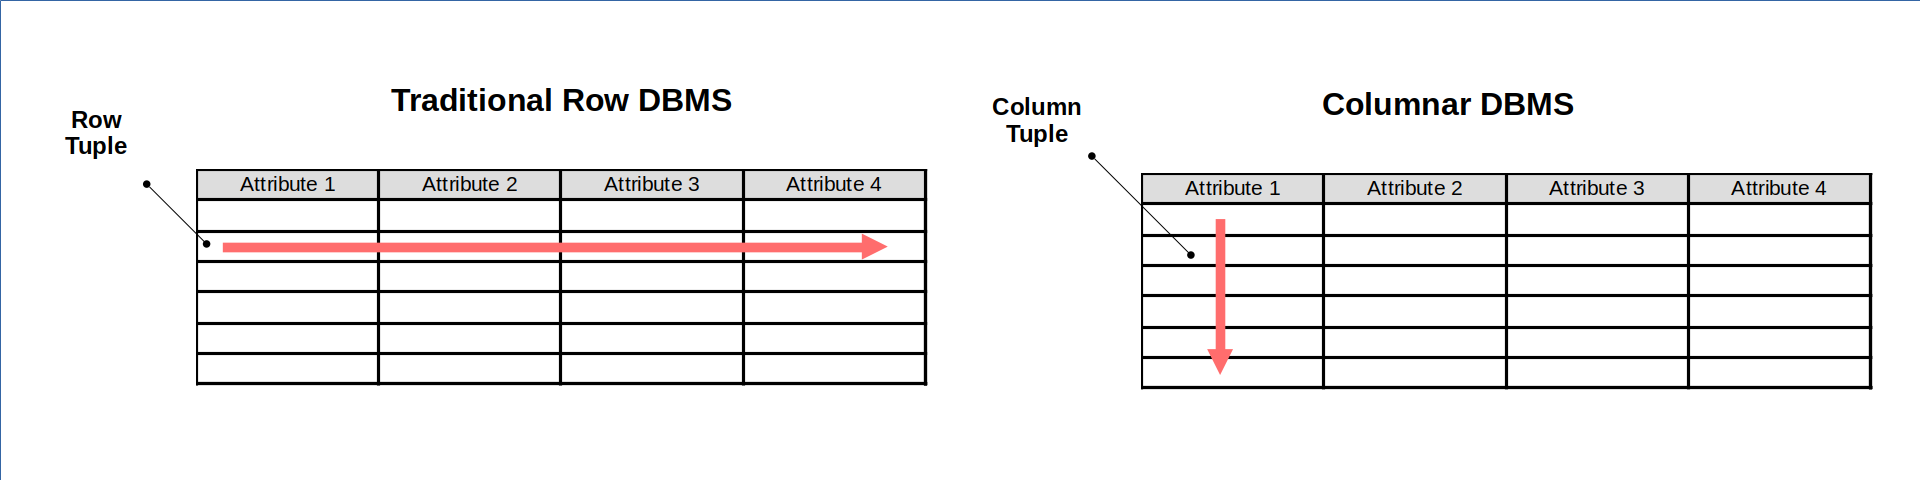 Traditional Row DBMS
Row
Tuple
Attribute 1 Attribute 2 Attribute 3 Attribute 4
Columnar DBMS
Column
Tuple
Attribute 1 Attribute 2 Attribute 3 Attribute 4